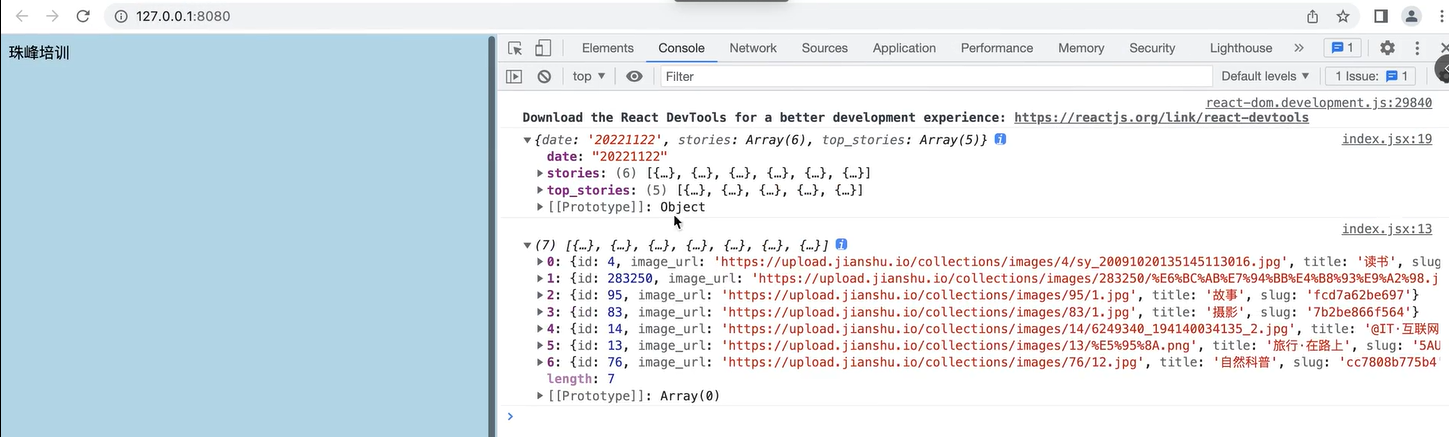 127.0.0.1:8080
珠峰培训
Elements Console Network Sources Application Performance Memory Security Lighthouse » 1
top ▼ Filter Default levels ▼ 1 Issue: 1
react-dom.development.js:29840
Download the React DevTools for a better development experience: https://reactjs.org/link/react-devtools
▼{date: '20221122', stories: Array(6), top_stories: Array(5)} i index.jsx:19
date: "20221122"
▶stories: (6) [{…}, {…}, {…}, {…}, {…}, {…}]
▶top_stories: (5) [{…}, {…}, {…}, {…}, {…}]
▶[[Prototype]]: Object
index.jsx:13
▼(7) [{…}, {…}, {…}, {…}, {…}, {…}, {…}] i
▶0: {id: 4, image_url: 'https://upload.jianshu.io/collections/images/4/sy_20091020135145113016.jpg', title: '读书', slug
▶1: {id: 283250, image_url: 'https://upload.jianshu.io/collections/images/283250/%E6%BC%AB%E7%94%BB%E4%B8%93%E9%A2%98.j
▶2: {id: 95, image_url: 'https://upload.jianshu.io/collections/images/95/1.jpg', title: '故事', slug: 'fcd7a62be697'}
▶3: {id: 83, image_url: 'https://upload.jianshu.io/collections/images/83/1.jpg', title: '摄影', slug: '7b2be866f564'}
▶4: {id: 14, image_url: 'https://upload.jianshu.io/collections/images/14/6249340_194140034135_2.jpg', title: '@IT·互联网
▶5: {id: 13, image_url: 'https://upload.jianshu.io/collections/images/13/%E5%95%8A.png', title: '旅行·在路上', slug: '5AU
▶6: {id: 76, image_url: 'https://upload.jianshu.io/collections/images/76/12.jpg', title: '自然科普', slug: 'cc7808b775b4'
length: 7
▶[[Prototype]]: Array(0)